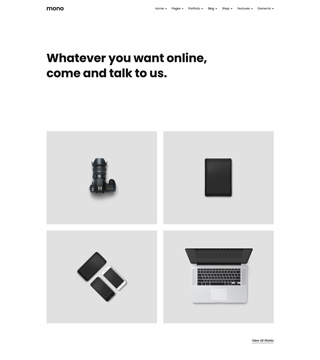 mono
Home Pages Portfolio Blog Shop Features Elements
Whatever you want online,
come and talk to us.
View All Works